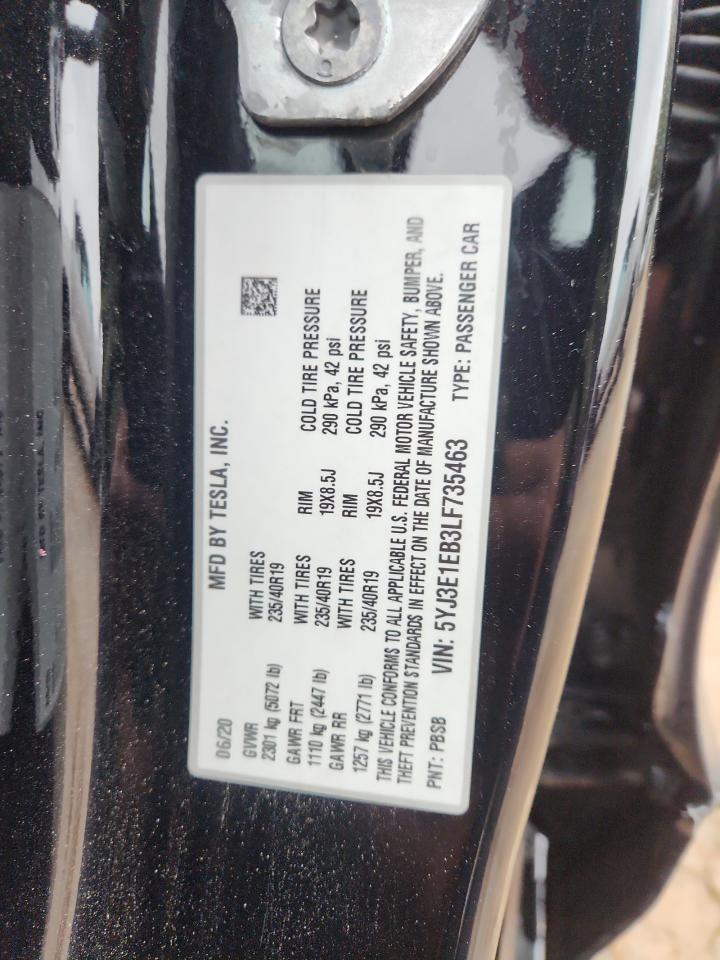 MFD BY TESLA, INC.
06/20
GVWR
2301 kg (5072 lb) WITH TIRES 235/40R19
GAWR FRT WITH TIRES RIM COLD TIRE PRESSURE
1110 kg (2447 lb) 235/40R19 19X8.5J 290 kPa, 42 psi
GAWR RR WITH TIRES RIM COLD TIRE PRESSURE
1257 kg (2771 lb) 235/40R19 19X8.5J 290 kPa, 42 psi
THIS VEHICLE CONFORMS TO ALL APPLICABLE U.S. FEDERAL MOTOR VEHICLE SAFETY, BUMPER, AND
THEFT PREVENTION STANDARDS IN EFFECT ON THE DATE OF MANUFACTURE SHOWN ABOVE.
PNT: PBSB VIN: 5YJ3E1EB3LF735463 TYPE: PASSENGER CAR